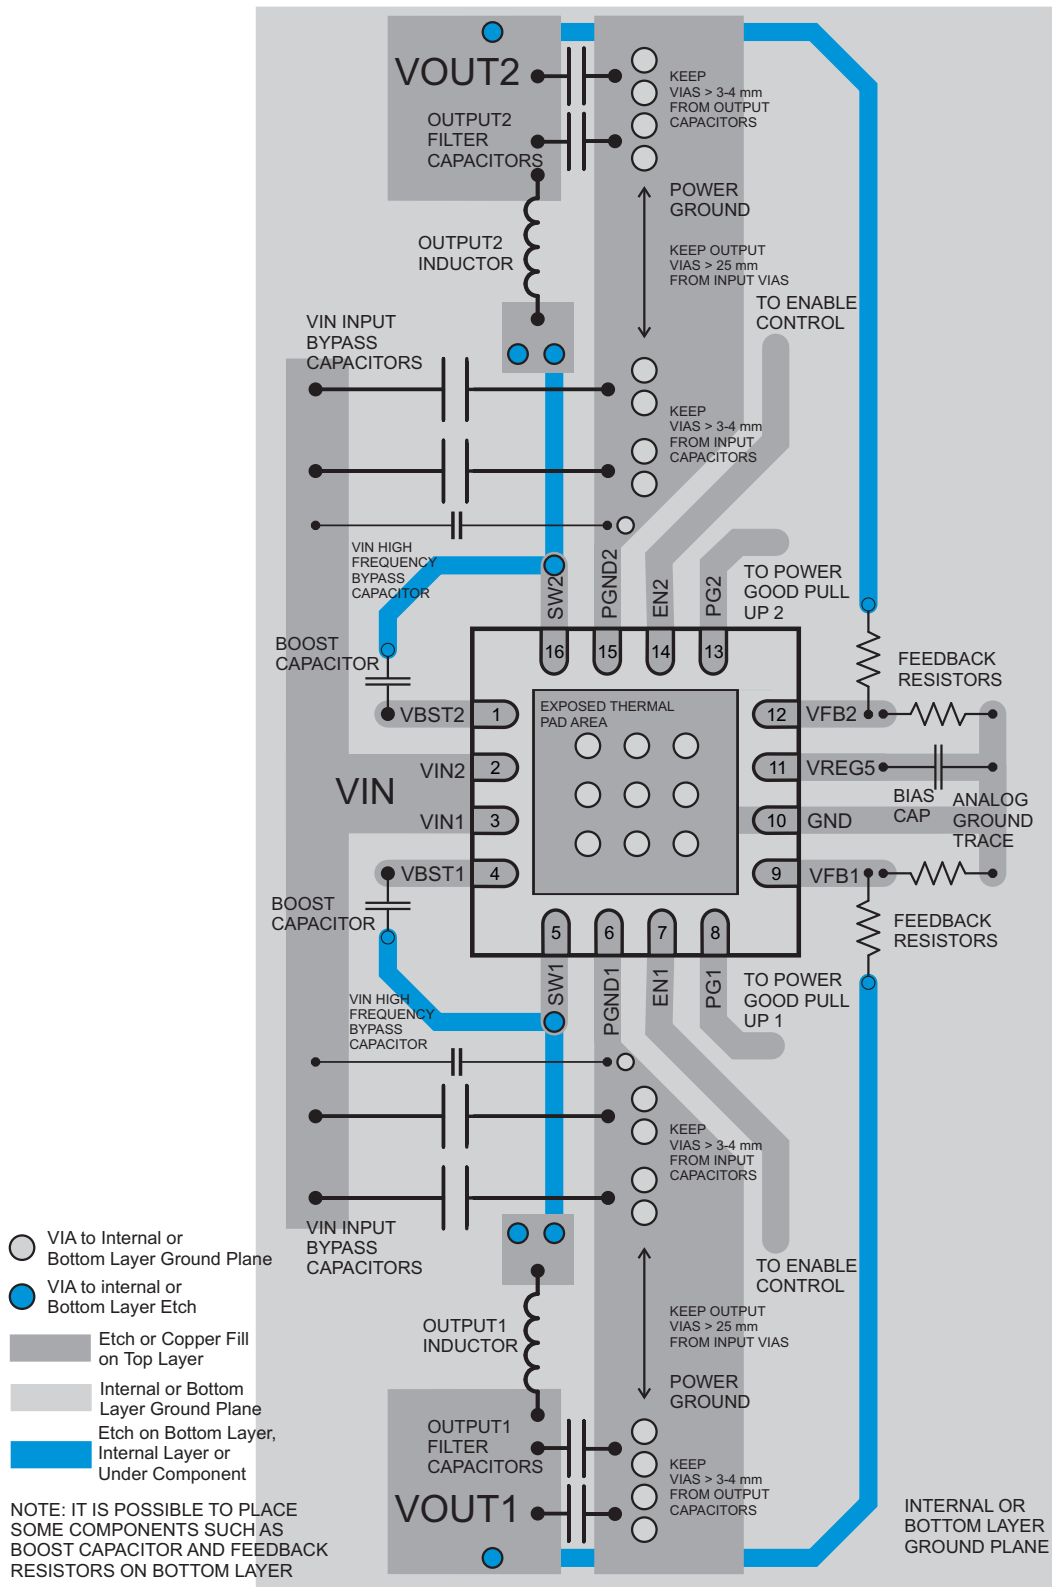 VOUT2
KEEP
VIAS > 3-4 mm
FROM OUTPUT
CAPACITORS
OUTPUT2
FILTER
CAPACITORS
POWER
GROUND
OUTPUT2
INDUCTOR
KEEP OUTPUT
VIAS > 25 mm
FROM INPUT VIAS
TO ENABLE
CONTROL
VIN INPUT
BYPASS
CAPACITORS
KEEP
VIAS > 3-4 mm
FROM INPUT
CAPACITORS
VIN HIGH
FREQUENCY
BYPASS
CAPACITOR
SW2
PGND2
EN2
PG2
TO POWER
GOOD PULL
UP 2
BOOST
CAPACITOR
16
15
14
13
FEEDBACK
RESISTORS
VBST2
1
EXPOSED THERMAL
PAD AREA
12
VFB2
VIN
VIN2
2
11
VREG5
BIAS
CAP
ANALOG
GROUND
TRACE
VIN1
3
10
GND
VBST1
4
9
VFB1
BOOST
CAPACITOR
5
6
7
8
FEEDBACK
RESISTORS
SW1
PGND1
EN1
PG1
TO POWER
GOOD PULL
UP 1
VIN HIGH
FREQUENCY
BYPASS
CAPACITOR
KEEP
VIAS > 3-4 mm
FROM INPUT
CAPACITORS
VIN INPUT
BYPASS
CAPACITORS
TO ENABLE
CONTROL
OUTPUT1
INDUCTOR
KEEP OUTPUT
VIAS > 25 mm
FROM INPUT VIAS
POWER
GROUND
OUTPUT1
FILTER
CAPACITORS
KEEP
VIAS > 3-4 mm
FROM OUTPUT
CAPACITORS
VOUT1
INTERNAL OR
BOTTOM LAYER
GROUND PLANE
VIA to Internal or
Bottom Layer Ground Plane
VIA to internal or
Bottom Layer Etch
Etch or Copper Fill
on Top Layer
Internal or Bottom
Layer Ground Plane
Etch on Bottom Layer,
Internal Layer or
Under Component
NOTE: IT IS POSSIBLE TO PLACE
SOME COMPONENTS SUCH AS
BOOST CAPACITOR AND FEEDBACK
RESISTORS ON BOTTOM LAYER